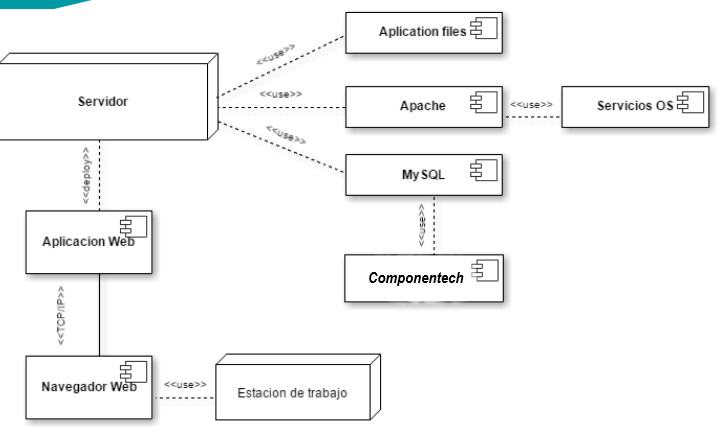 Aplication files
<<use>>
Servidor
<<use>>
Apache
<<use>>
Servicios OS
<<use>>
MySQL
<<deploy>>
<<use>>
Aplicacion Web
Componentech
<<TCP/IP>>
Navegador Web
<<use>>
Estacion de trabajo